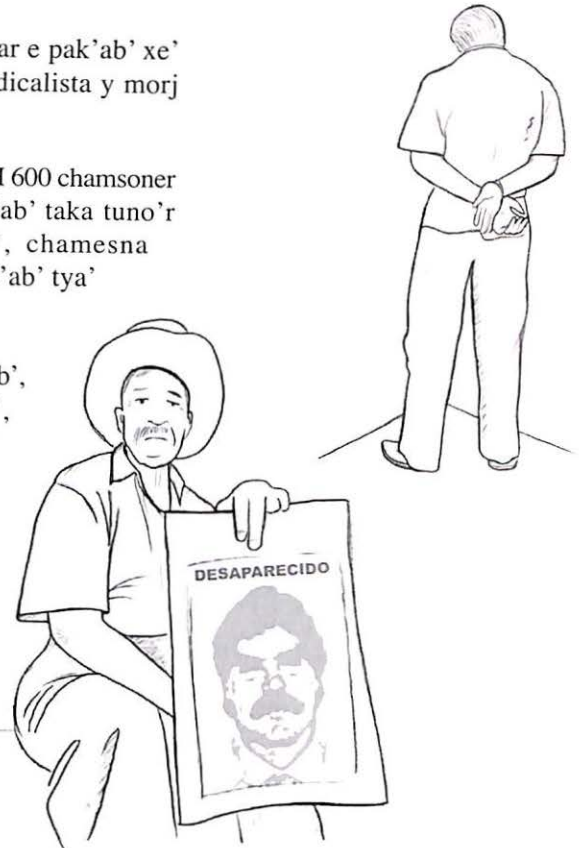 ar e pak'ab' xe'
dicalista y morj
600 chamsoner
ab' taka tuno'r
, chamesna
'ab' tya'
b',
,
DESAPARECIDO